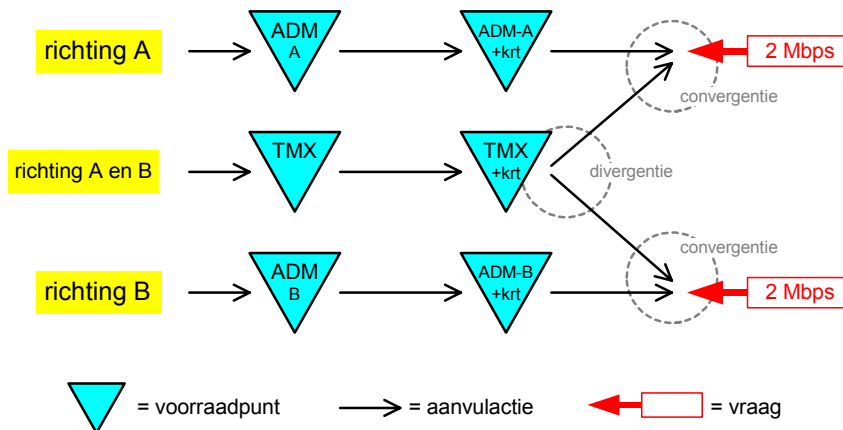 richting A
ADM
A
ADM-A
+krt
2 Mbps
convergentie
richting A en B
TMX
TMX
+krt
divergentie
convergentie
richting B
ADM
B
ADM-B
+krt
2 Mbps
= voorraadpunt
= aanvulactie
= vraag